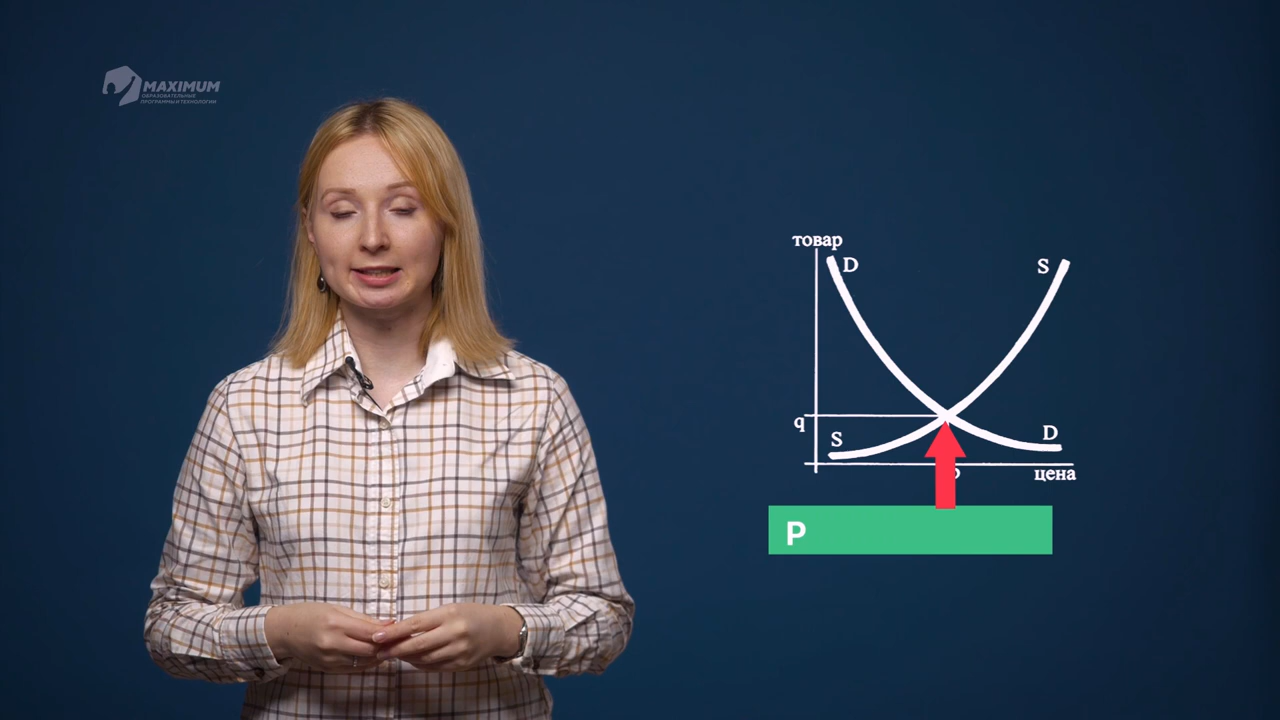 MAXIMUM
ОБРАЗОВАТЕЛЬНЫЕ
ПРОГРАММЫ И ТЕХНОЛОГИИ
товар
D
S
q
S
D
цена
P